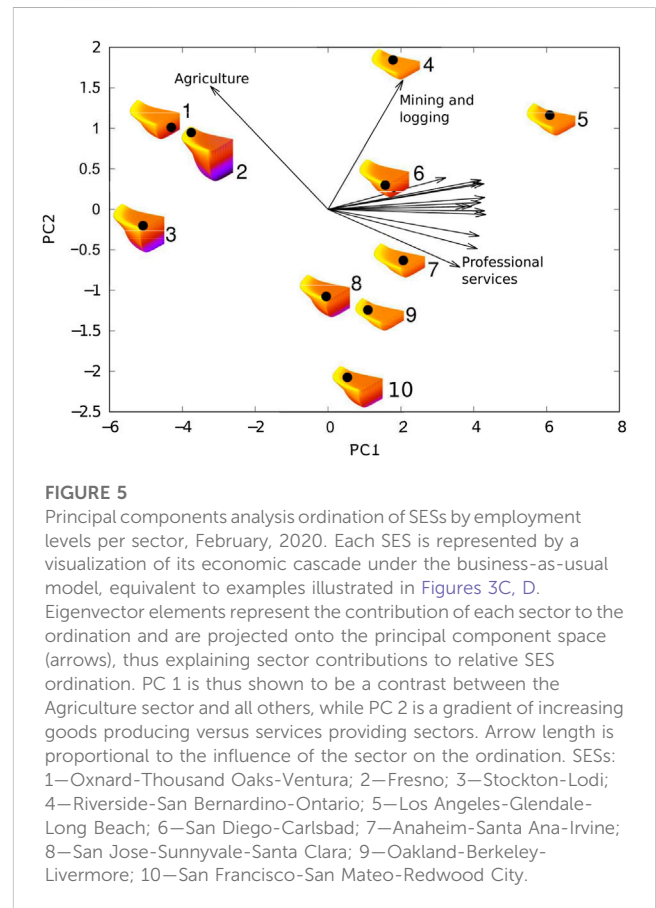 2
1.5
1
0.5
0
−0.5
−1
−1.5
−2
−2.5
PC2
−6
−4
−2
0
2
4
6
8
PC1
Agriculture
Mining and
logging
Professional
services
1
2
3
4
5
6
7
8
9
10
FIGURE 5
Principal components analysis ordination of SESs by employment
levels per sector, February, 2020. Each SES is represented by a
visualization of its economic cascade under the business-as-usual
model, equivalent to examples illustrated in Figures 3C, D.
Eigenvector elements represent the contribution of each sector to the
ordination and are projected onto the principal component space
(arrows), thus explaining sector contributions to relative SES
ordination. PC 1 is thus shown to be a contrast between the
Agriculture sector and all others, while PC 2 is a gradient of increasing
goods producing versus services providing sectors. Arrow length is
proportional to the influence of the sector on the ordination. SESs:
1—Oxnard-Thousand Oaks-Ventura; 2—Fresno; 3—Stockton-Lodi;
4—Riverside-San Bernardino-Ontario; 5—Los Angeles-Glendale-
Long Beach; 6—San Diego-Carlsbad; 7—Anaheim-Santa Ana-Irvine;
8—San Jose-Sunnyvale-Santa Clara; 9—Oakland-Berkeley-
Livermore; 10—San Francisco-San Mateo-Redwood City.